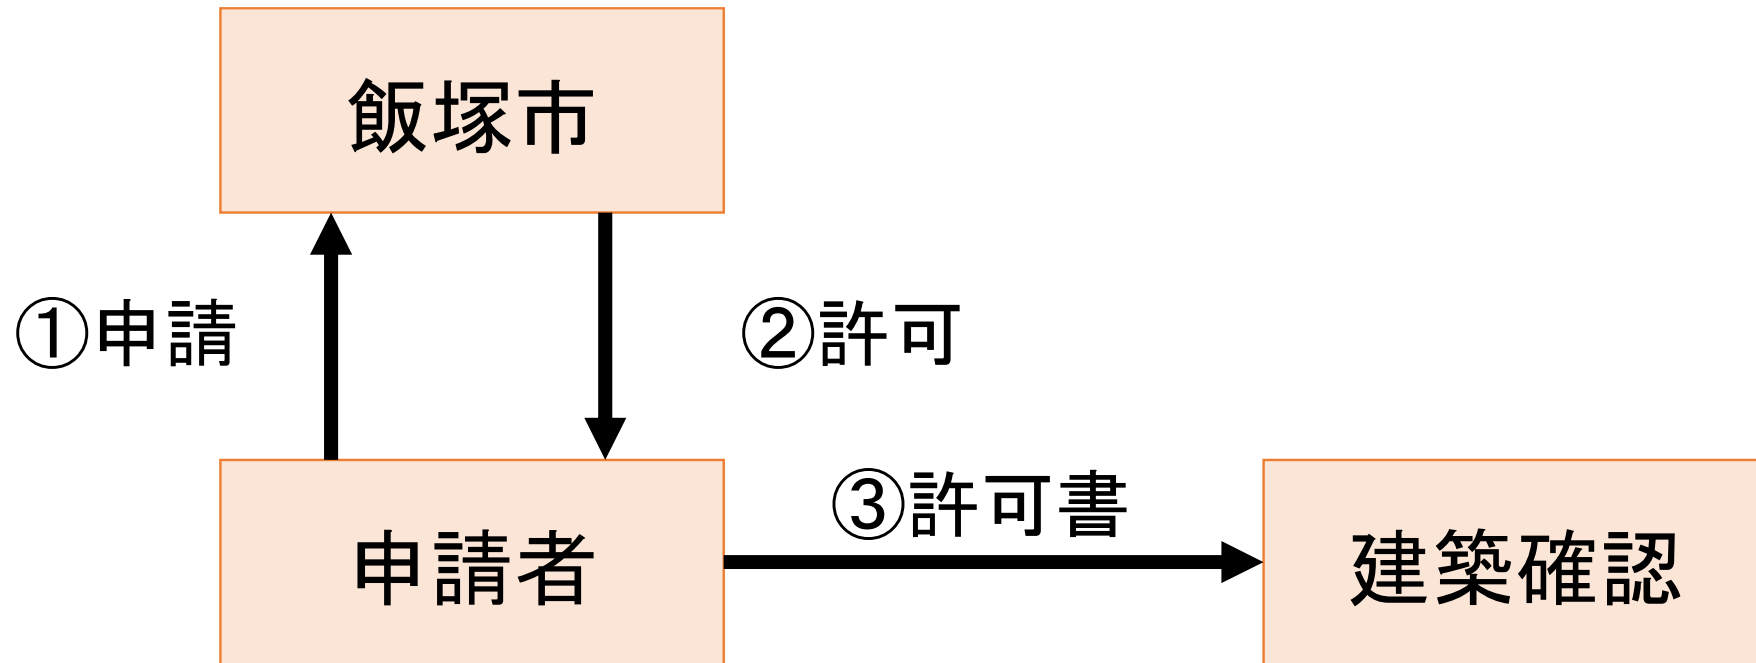 飯塚市
①申請
②許可
③許可書
申請者
建築確認